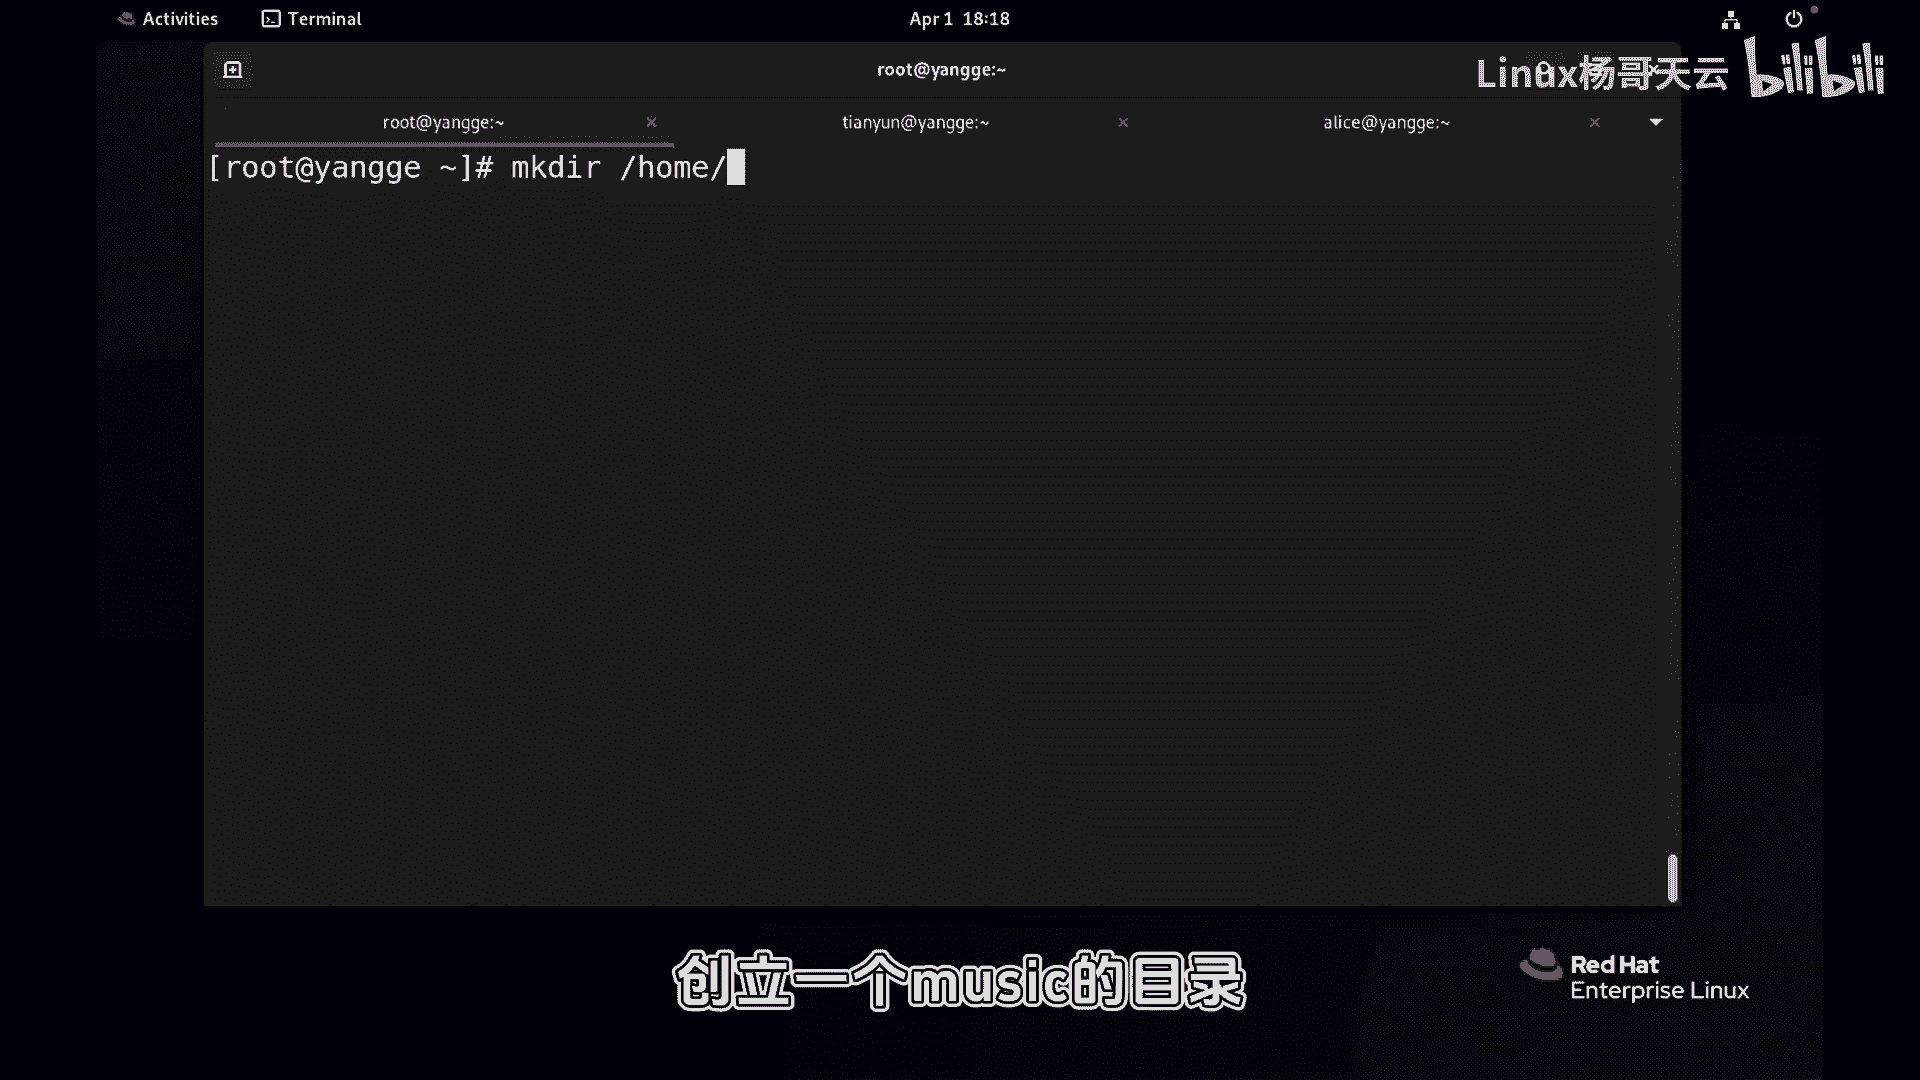 Activities Terminal Apr 1 18:18
root@yangge:~
Linux杨哥天云 bilibili
root@yangge:~ × tianyun@yangge:~ × alice@yangge:~ ×
[root@yangge ~]# mkdir /home/
创立一个music的目录
Red Hat
Enterprise Linux